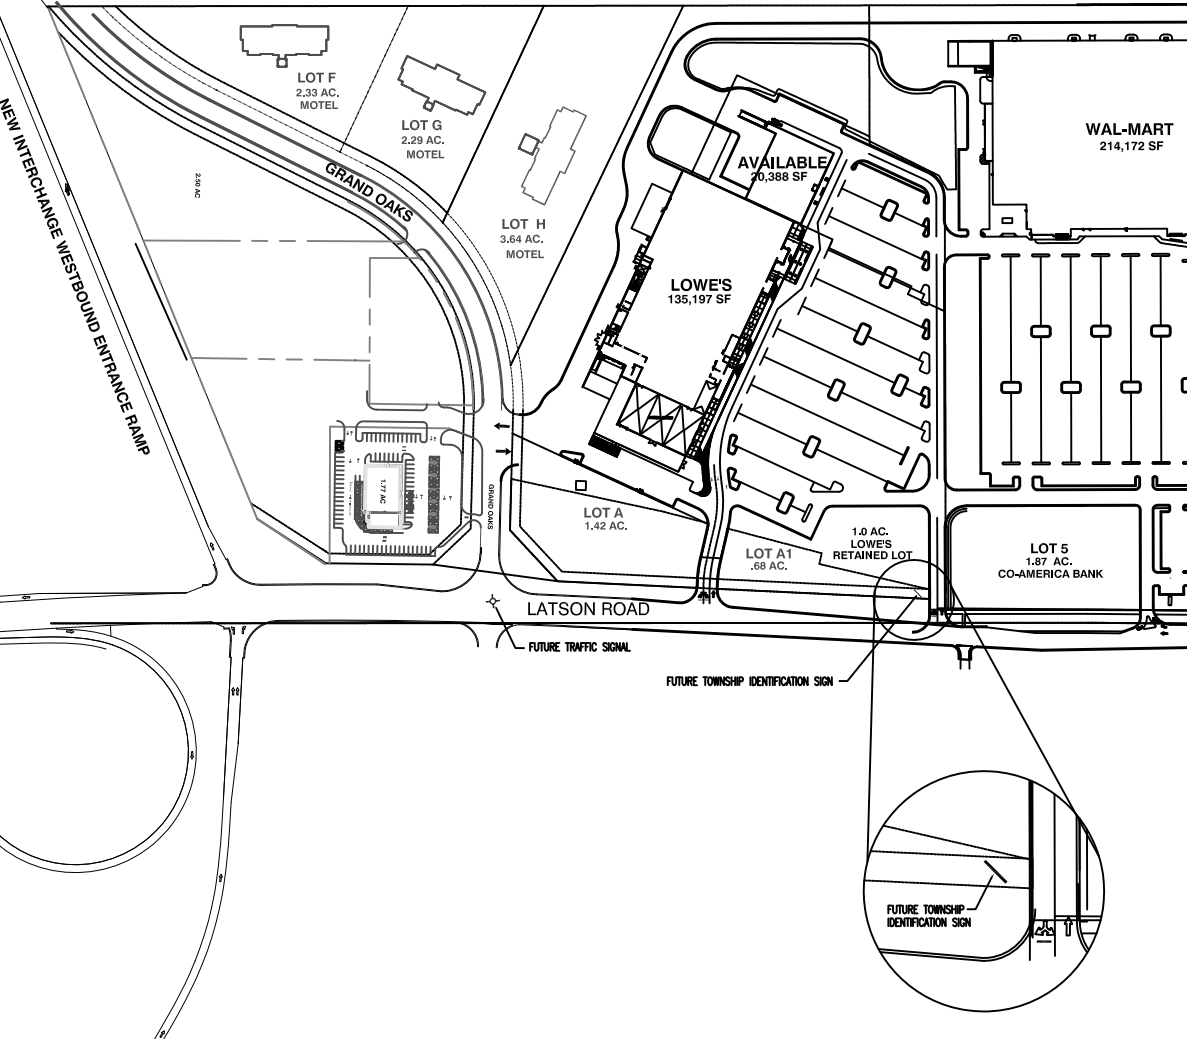 LOT F
2.33 AC.
MOTEL
LOT G
2.29 AC.
MOTEL
LOT H
3.64 AC.
MOTEL
GRAND OAKS
NEW INTERCHANGE WESTBOUND ENTRANCE RAMP
2.50 AC
AVAILABLE
20,388 SF
WAL-MART
214,172 SF
LOWE'S
135,197 SF
1.77 AC
GRAND OAKS
LOT A
1.42 AC.
LOT A1
.68 AC.
1.0 AC.
LOWE'S
RETAINED LOT
LOT 5
1.87 AC.
CO-AMERICA BANK
LATSON ROAD
FUTURE TRAFFIC SIGNAL
FUTURE TOWNSHIP IDENTIFICATION SIGN
FUTURE TOWNSHIP
IDENTIFICATION SIGN